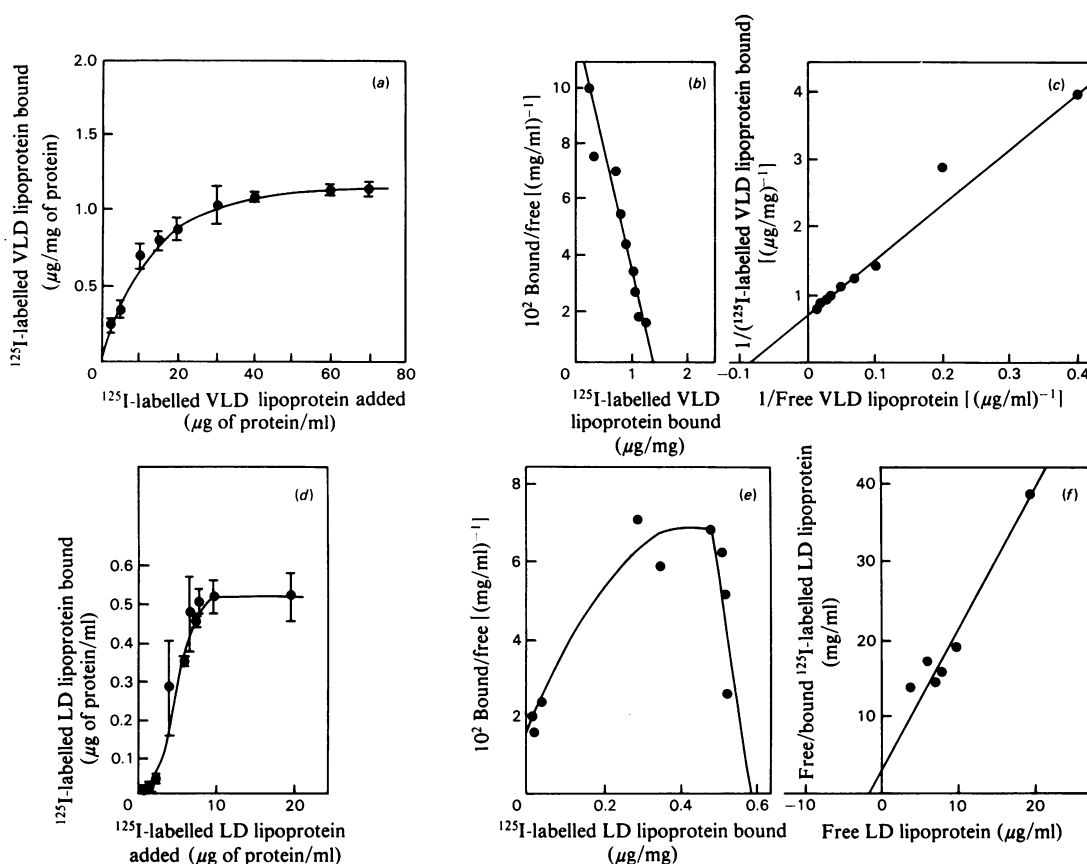 (a)
2.0
1.5
1.0
0.5
0
20
40
60
80
¹²⁵I-labelled VLD lipoprotein bound
(μg/mg of protein)
¹²⁵I-labelled VLD lipoprotein added
(μg of protein/ml)
(b)
10
8
6
4
2
0
1
2
10² Bound/free [(mg/ml)⁻¹]
¹²⁵I-labelled VLD
lipoprotein bound
(μg/mg)
(c)
4
3
2
1
−0.1
0
0.1
0.2
0.3
0.4
1/(¹²⁵I-labelled VLD lipoprotein bound)
[(μg/mg)⁻¹]
1/Free VLD lipoprotein [(μg/ml)⁻¹]
(d)
0.6
0.5
0.4
0.3
0.2
0.1
0
10
20
¹²⁵I-labelled LD lipoprotein bound
(μg of protein/ml)
¹²⁵I-labelled LD lipoprotein
added (μg of protein/ml)
(e)
8
6
4
2
0
0.2
0.4
0.6
10² Bound/free [(mg/ml)⁻¹]
¹²⁵I-labelled LD lipoprotein bound
(μg/mg)
(f)
40
30
20
10
−10
0
10
20
Free/bound ¹²⁵I-labelled LD lipoprotein
(mg/ml)
Free LD lipoprotein (μg/ml)